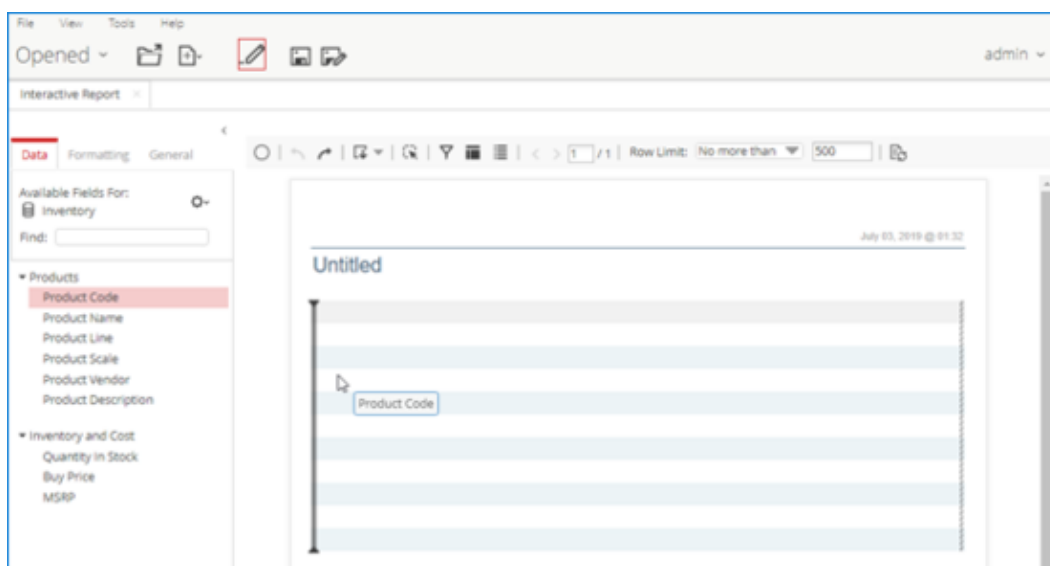 File View Tools Help
Opened
admin
Interactive Report
Data Formatting General
1 / 1 Row Limit: No more than 500
Available Fields For:
Inventory
Find:
July 03, 2019 @ 01:32
Untitled
Products
Product Code
Product Name
Product Line
Product Scale
Product Vendor
Product Description
Product Code
Inventory and Cost
Quantity In Stock
Buy Price
MSRP